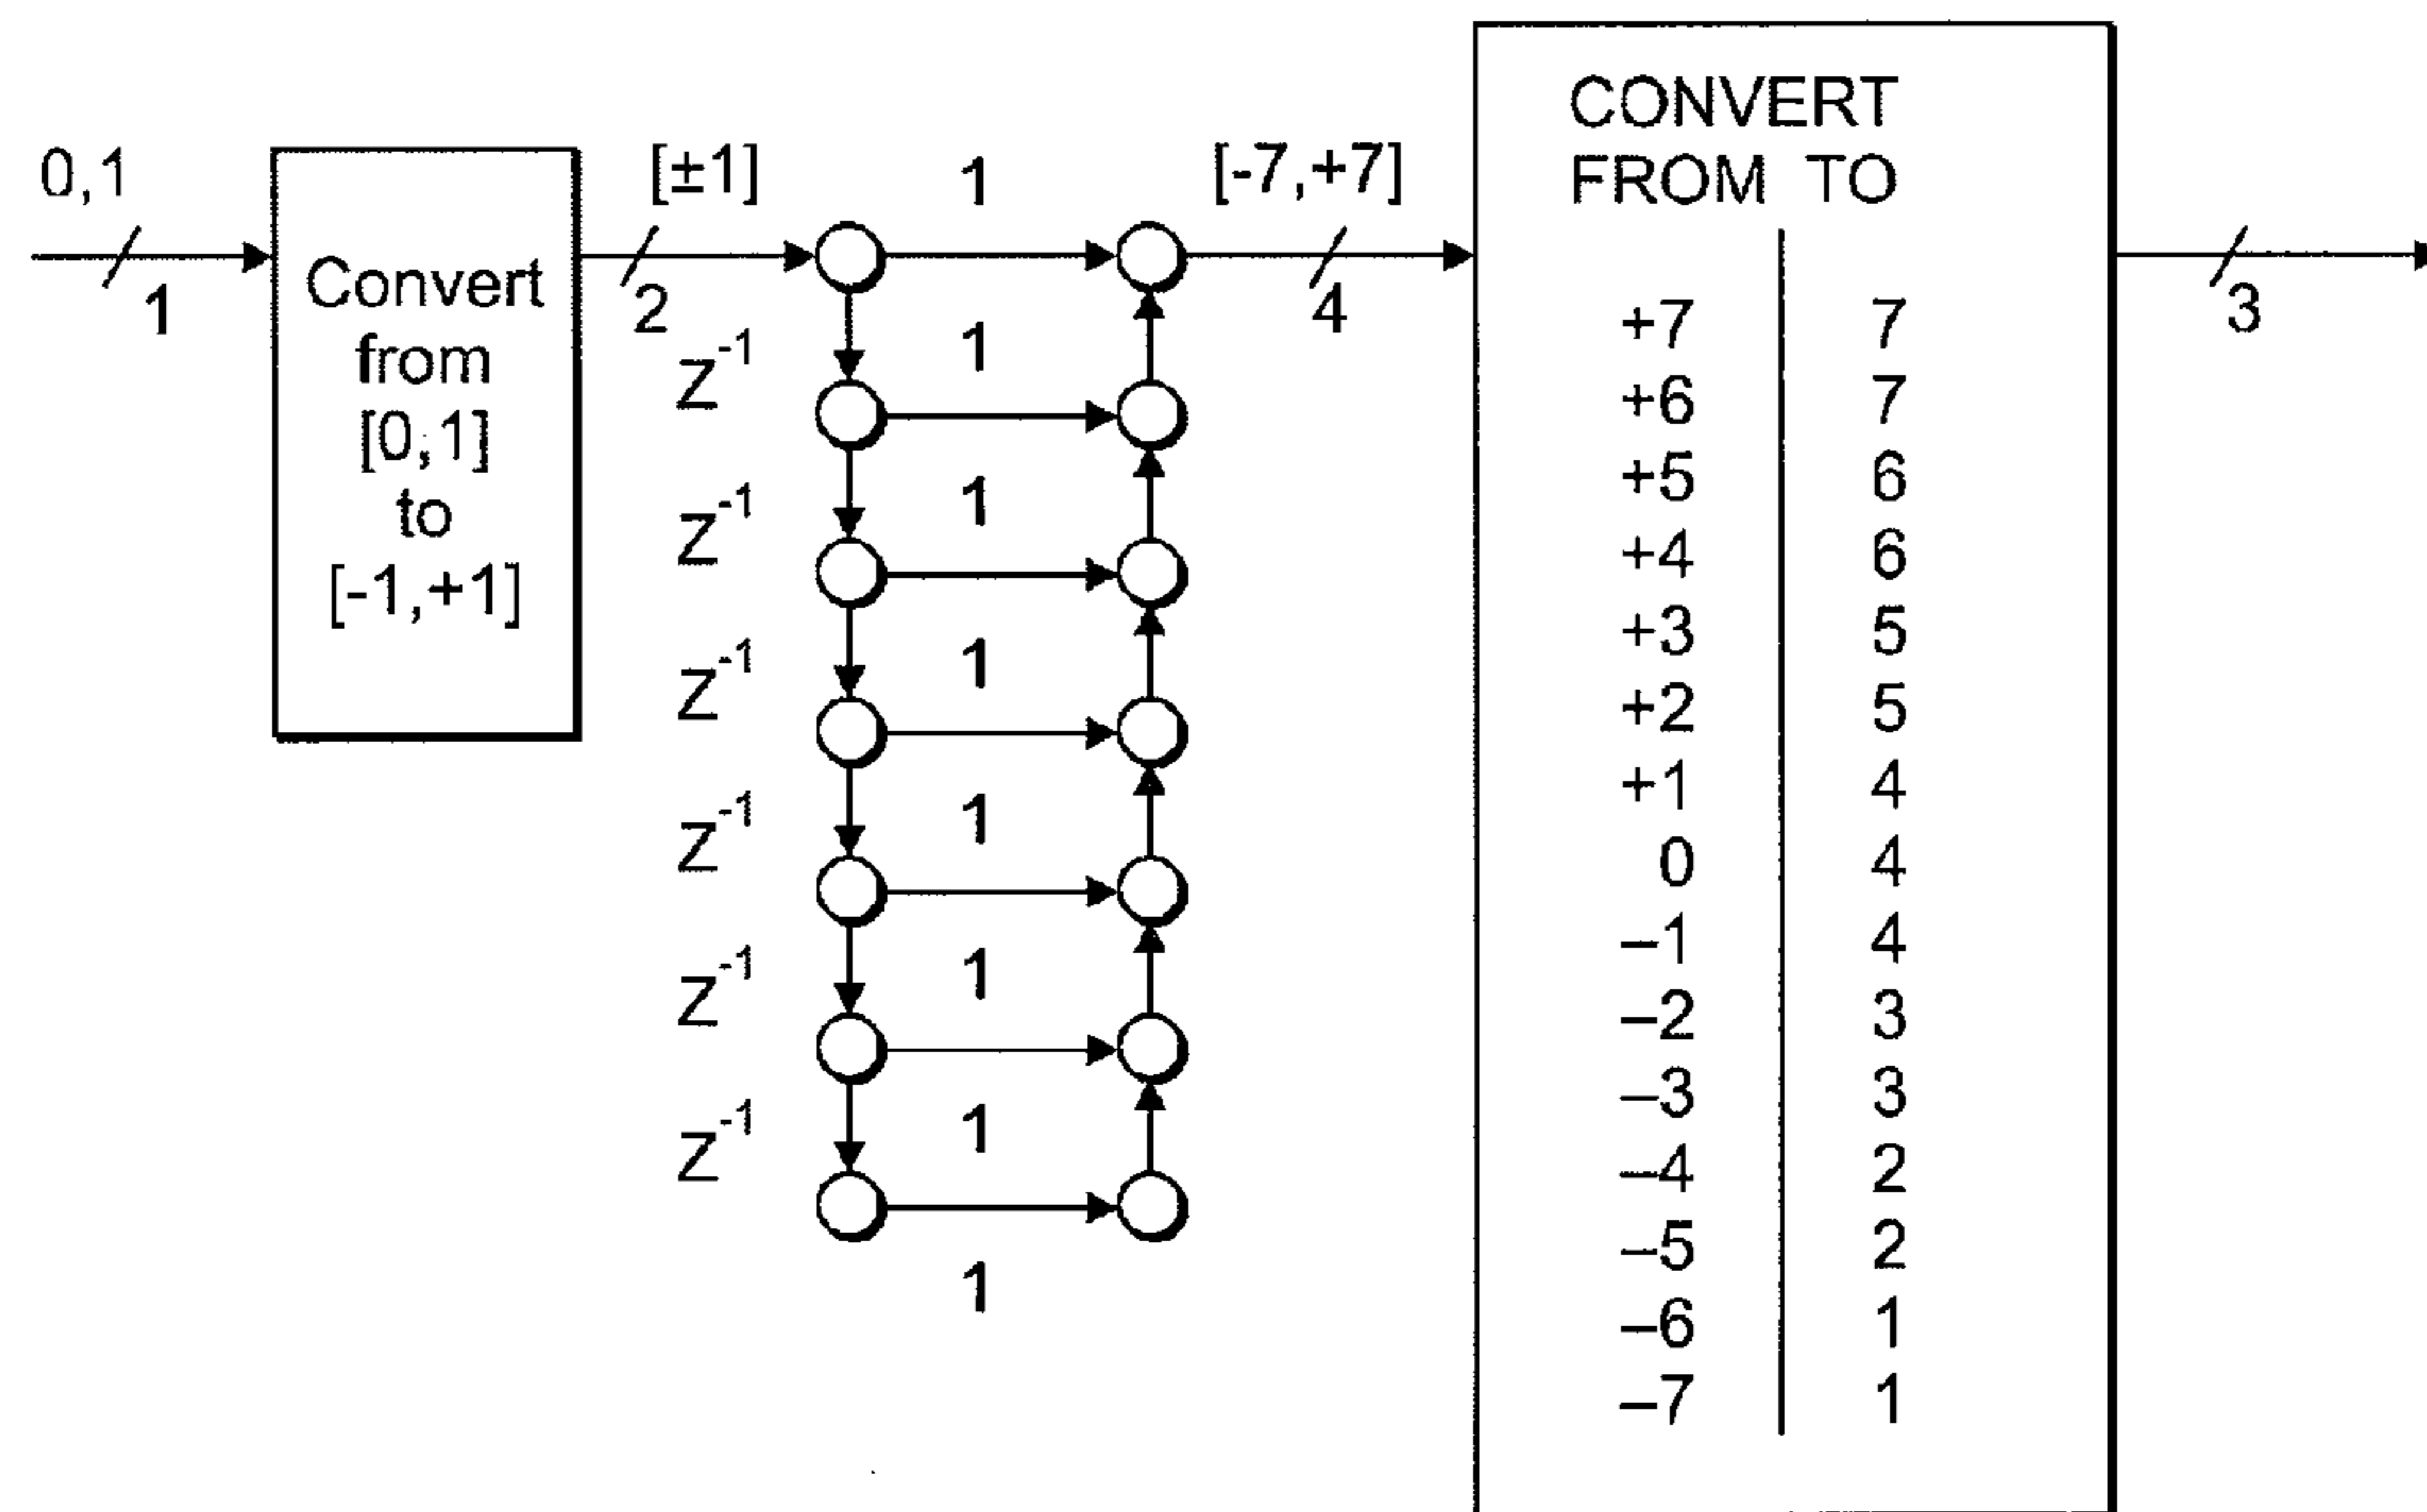 0,1
1
Convert
from
[0,1]
to
[-1,+1]
[±1]
2
1
Z⁻¹
1
Z⁻¹
1
Z⁻¹
1
Z⁻¹
1
Z⁻¹
1
Z⁻¹
1
1
[-7,+7]
4
CONVERT
FROM TO
+7 7
+6 7
+5 6
+4 6
+3 5
+2 5
+1 4
0 4
–1 4
–2 3
–3 3
–4 2
–5 2
–6 1
–7 1
3